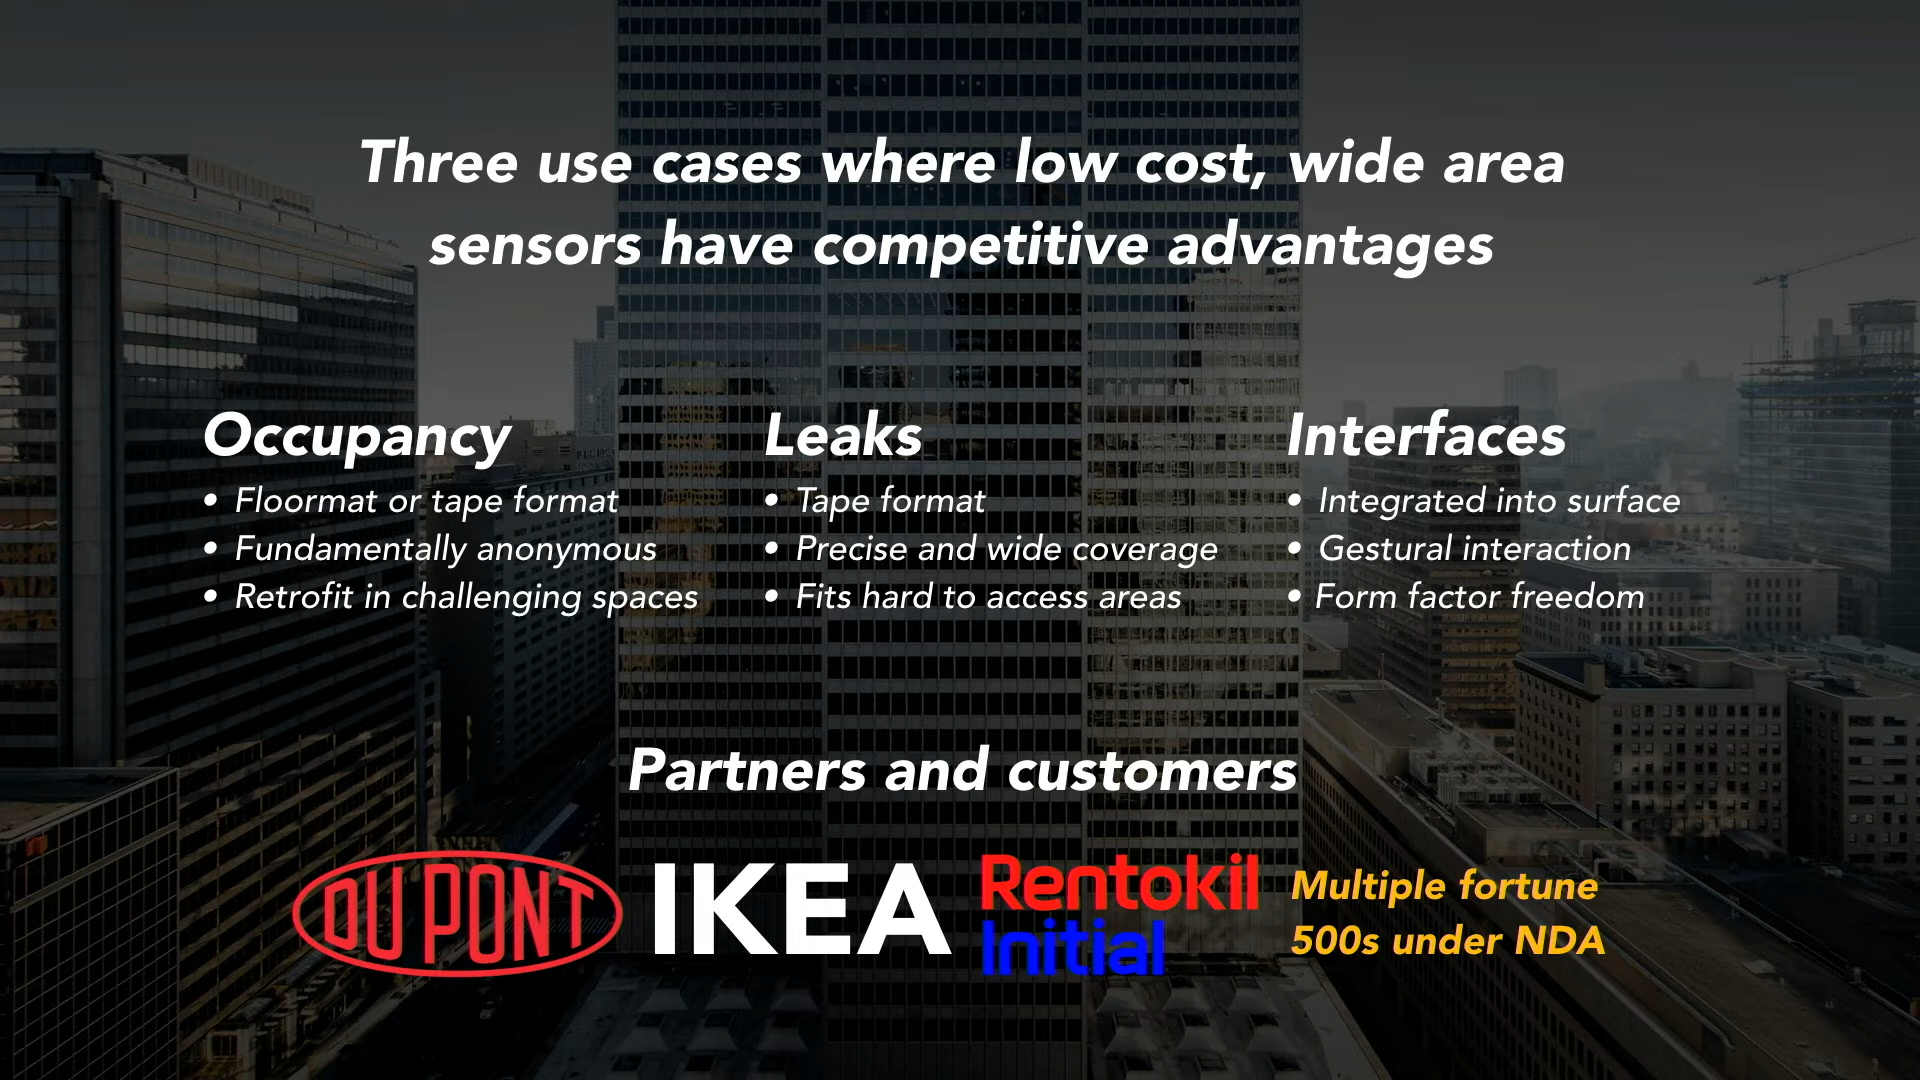 Three use cases where low cost, wide area
sensors have competitive advantages
Occupancy
• Floormat or tape format
• Fundamentally anonymous
• Retrofit in challenging spaces
Leaks
• Tape format
• Precise and wide coverage
• Fits hard to access areas
Interfaces
• Integrated into surface
• Gestural interaction
• Form factor freedom
Partners and customers
DU PONT
IKEA
Rentokil
Initial
Multiple fortune
500s under NDA